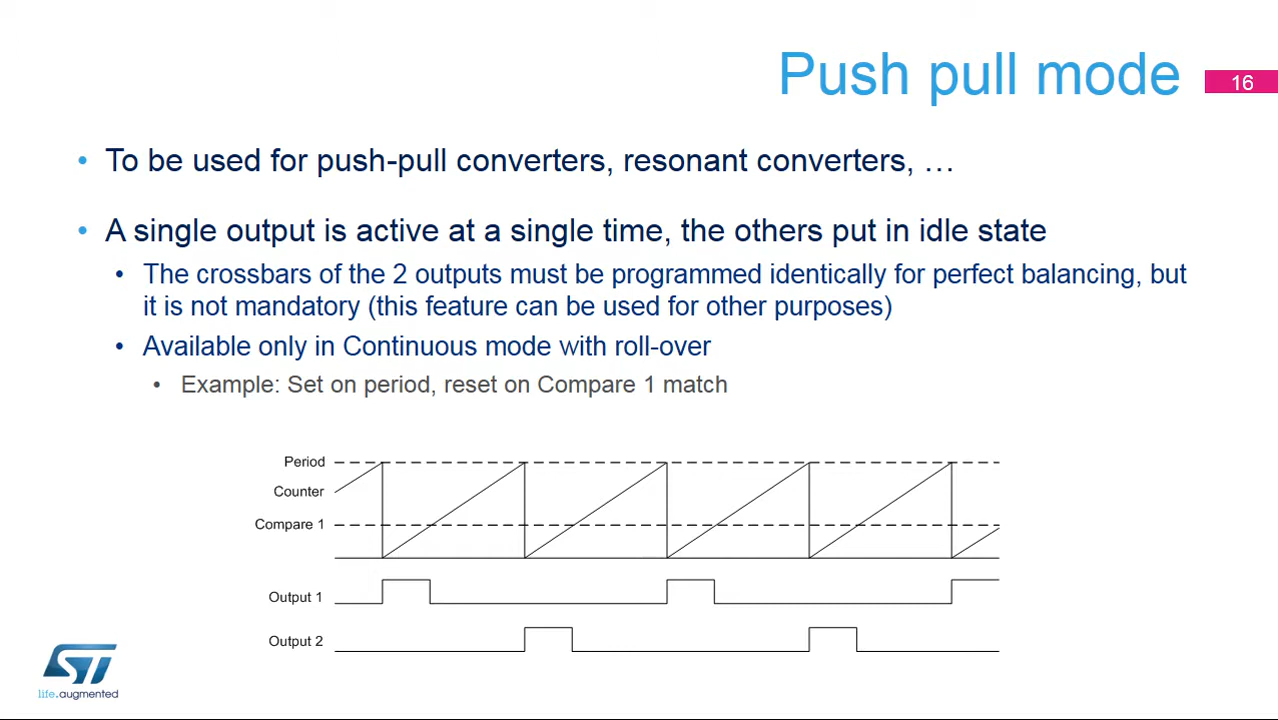 Push pull mode
16
• To be used for push-pull converters, resonant converters, …
• A single output is active at a single time, the others put in idle state
• The crossbars of the 2 outputs must be programmed identically for perfect balancing, but
it is not mandatory (this feature can be used for other purposes)
• Available only in Continuous mode with roll-over
• Example: Set on period, reset on Compare 1 match
Period
Counter
Compare 1
Output 1
Output 2
ST
life.augmented